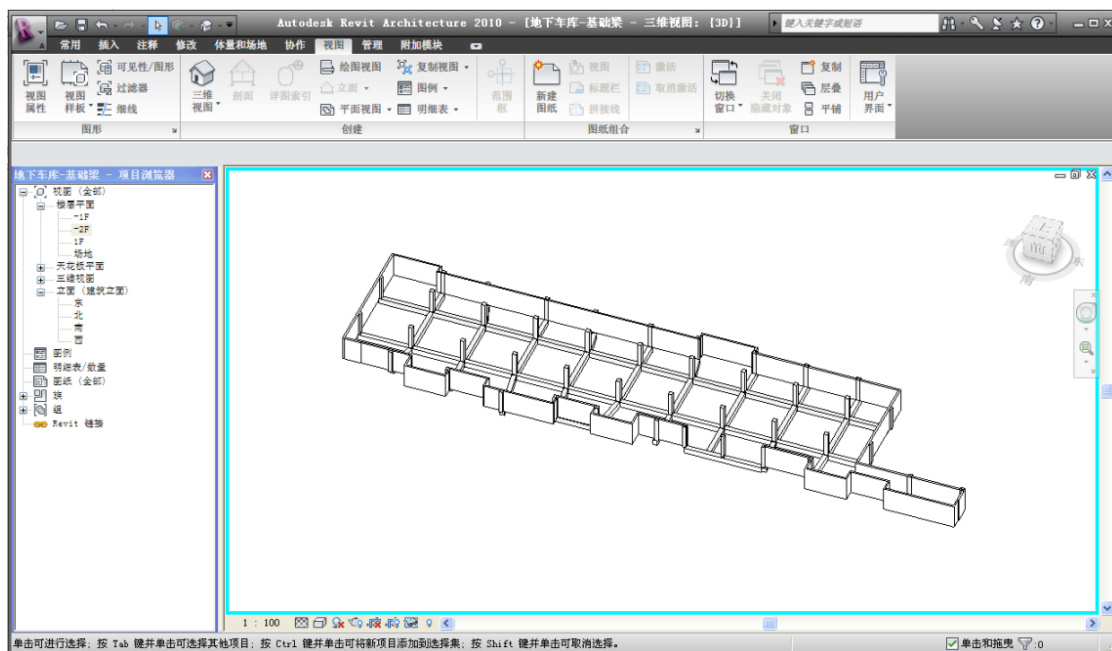 Autodesk Revit Architecture 2010 - [地下车库-基础梁 - 三维视图: {3D}]
键入关键字或短语
常用 插入 注释 修改 体量和场地 协作 视图 管理 附加模块
视图属性 视图样板 可见性/图形 三维视图 剖面 详图索引 绘图视图 复制视图 范围框 新建图纸 视图 激活 切换窗口 关闭隐藏对象 复制 用户界面
过滤器 立面 图例 标题栏 取消激活 层叠
细线 平面视图 明细表 拼接线 平铺
图形 创建 图纸组合 窗口
地下车库-基础梁 - 项目浏览器
视图 (全部)
楼层平面
-1F
-2F
1F
场地
天花板平面
三维视图
立面 (建筑立面)
东
北
南
西
图例
明细表/数量
图纸 (全部)
族
组
Revit 链接
上
前
东
南
1 : 100
单击可进行选择; 按 Tab 键并单击可选择其他项目; 按 Ctrl 键并单击可将新项目添加到选择集; 按 Shift 键并单击可取消选择。
单击和拖曳
:0